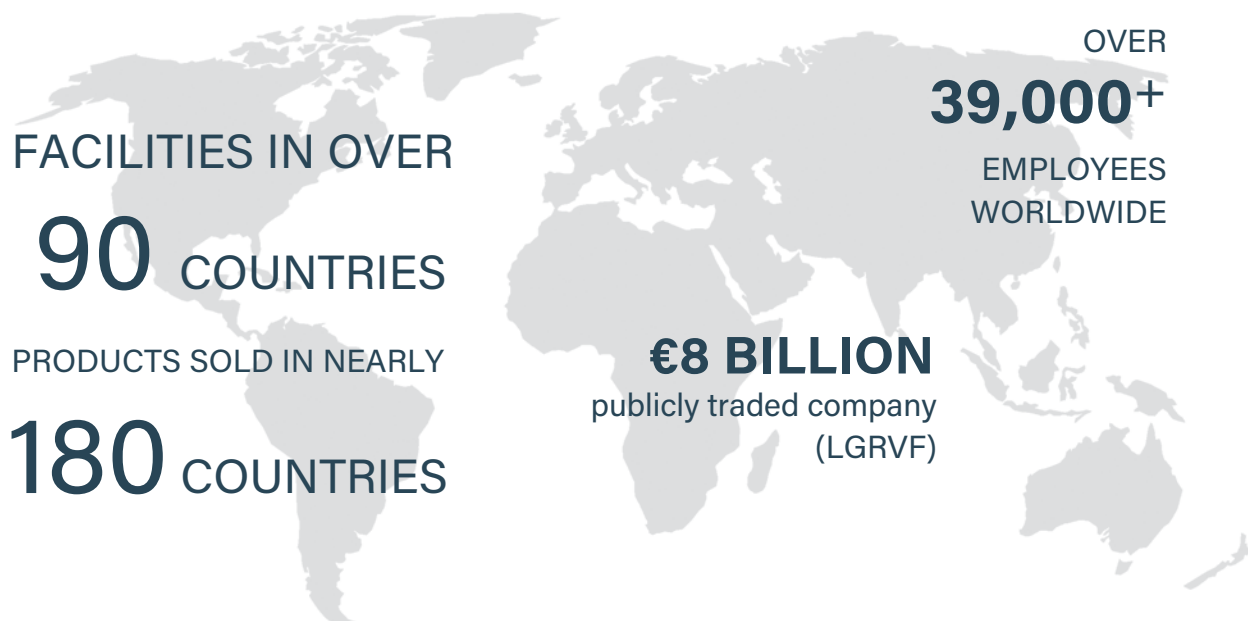 FACILITIES IN OVER
90 COUNTRIES
PRODUCTS SOLD IN NEARLY
180 COUNTRIES
OVER
39,000+
EMPLOYEES
WORLDWIDE
€8 BILLION
publicly traded company
(LGRVF)